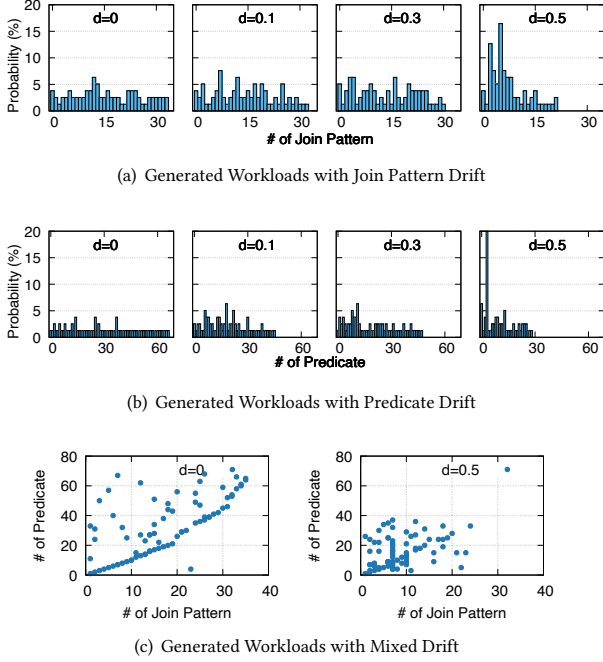 20
15
10
5
0
Probability (%)
d=0
d=0.1
d=0.3
d=0.5
0 15 30
0 15 30
0 15 30
0 15 30
# of Join Pattern
(a) Generated Workloads with Join Pattern Drift
20
15
10
5
0
Probability (%)
d=0
d=0.1
d=0.3
d=0.5
0 30 60
0 30 60
0 30 60
0 30 60
# of Predicate
(b) Generated Workloads with Predicate Drift
80
60
40
20
0
# of Predicate
d=0
0 10 20 30 40
# of Join Pattern
80
60
40
20
0
# of Predicate
d=0.5
0 10 20 30 40
# of Join Pattern
(c) Generated Workloads with Mixed Drift